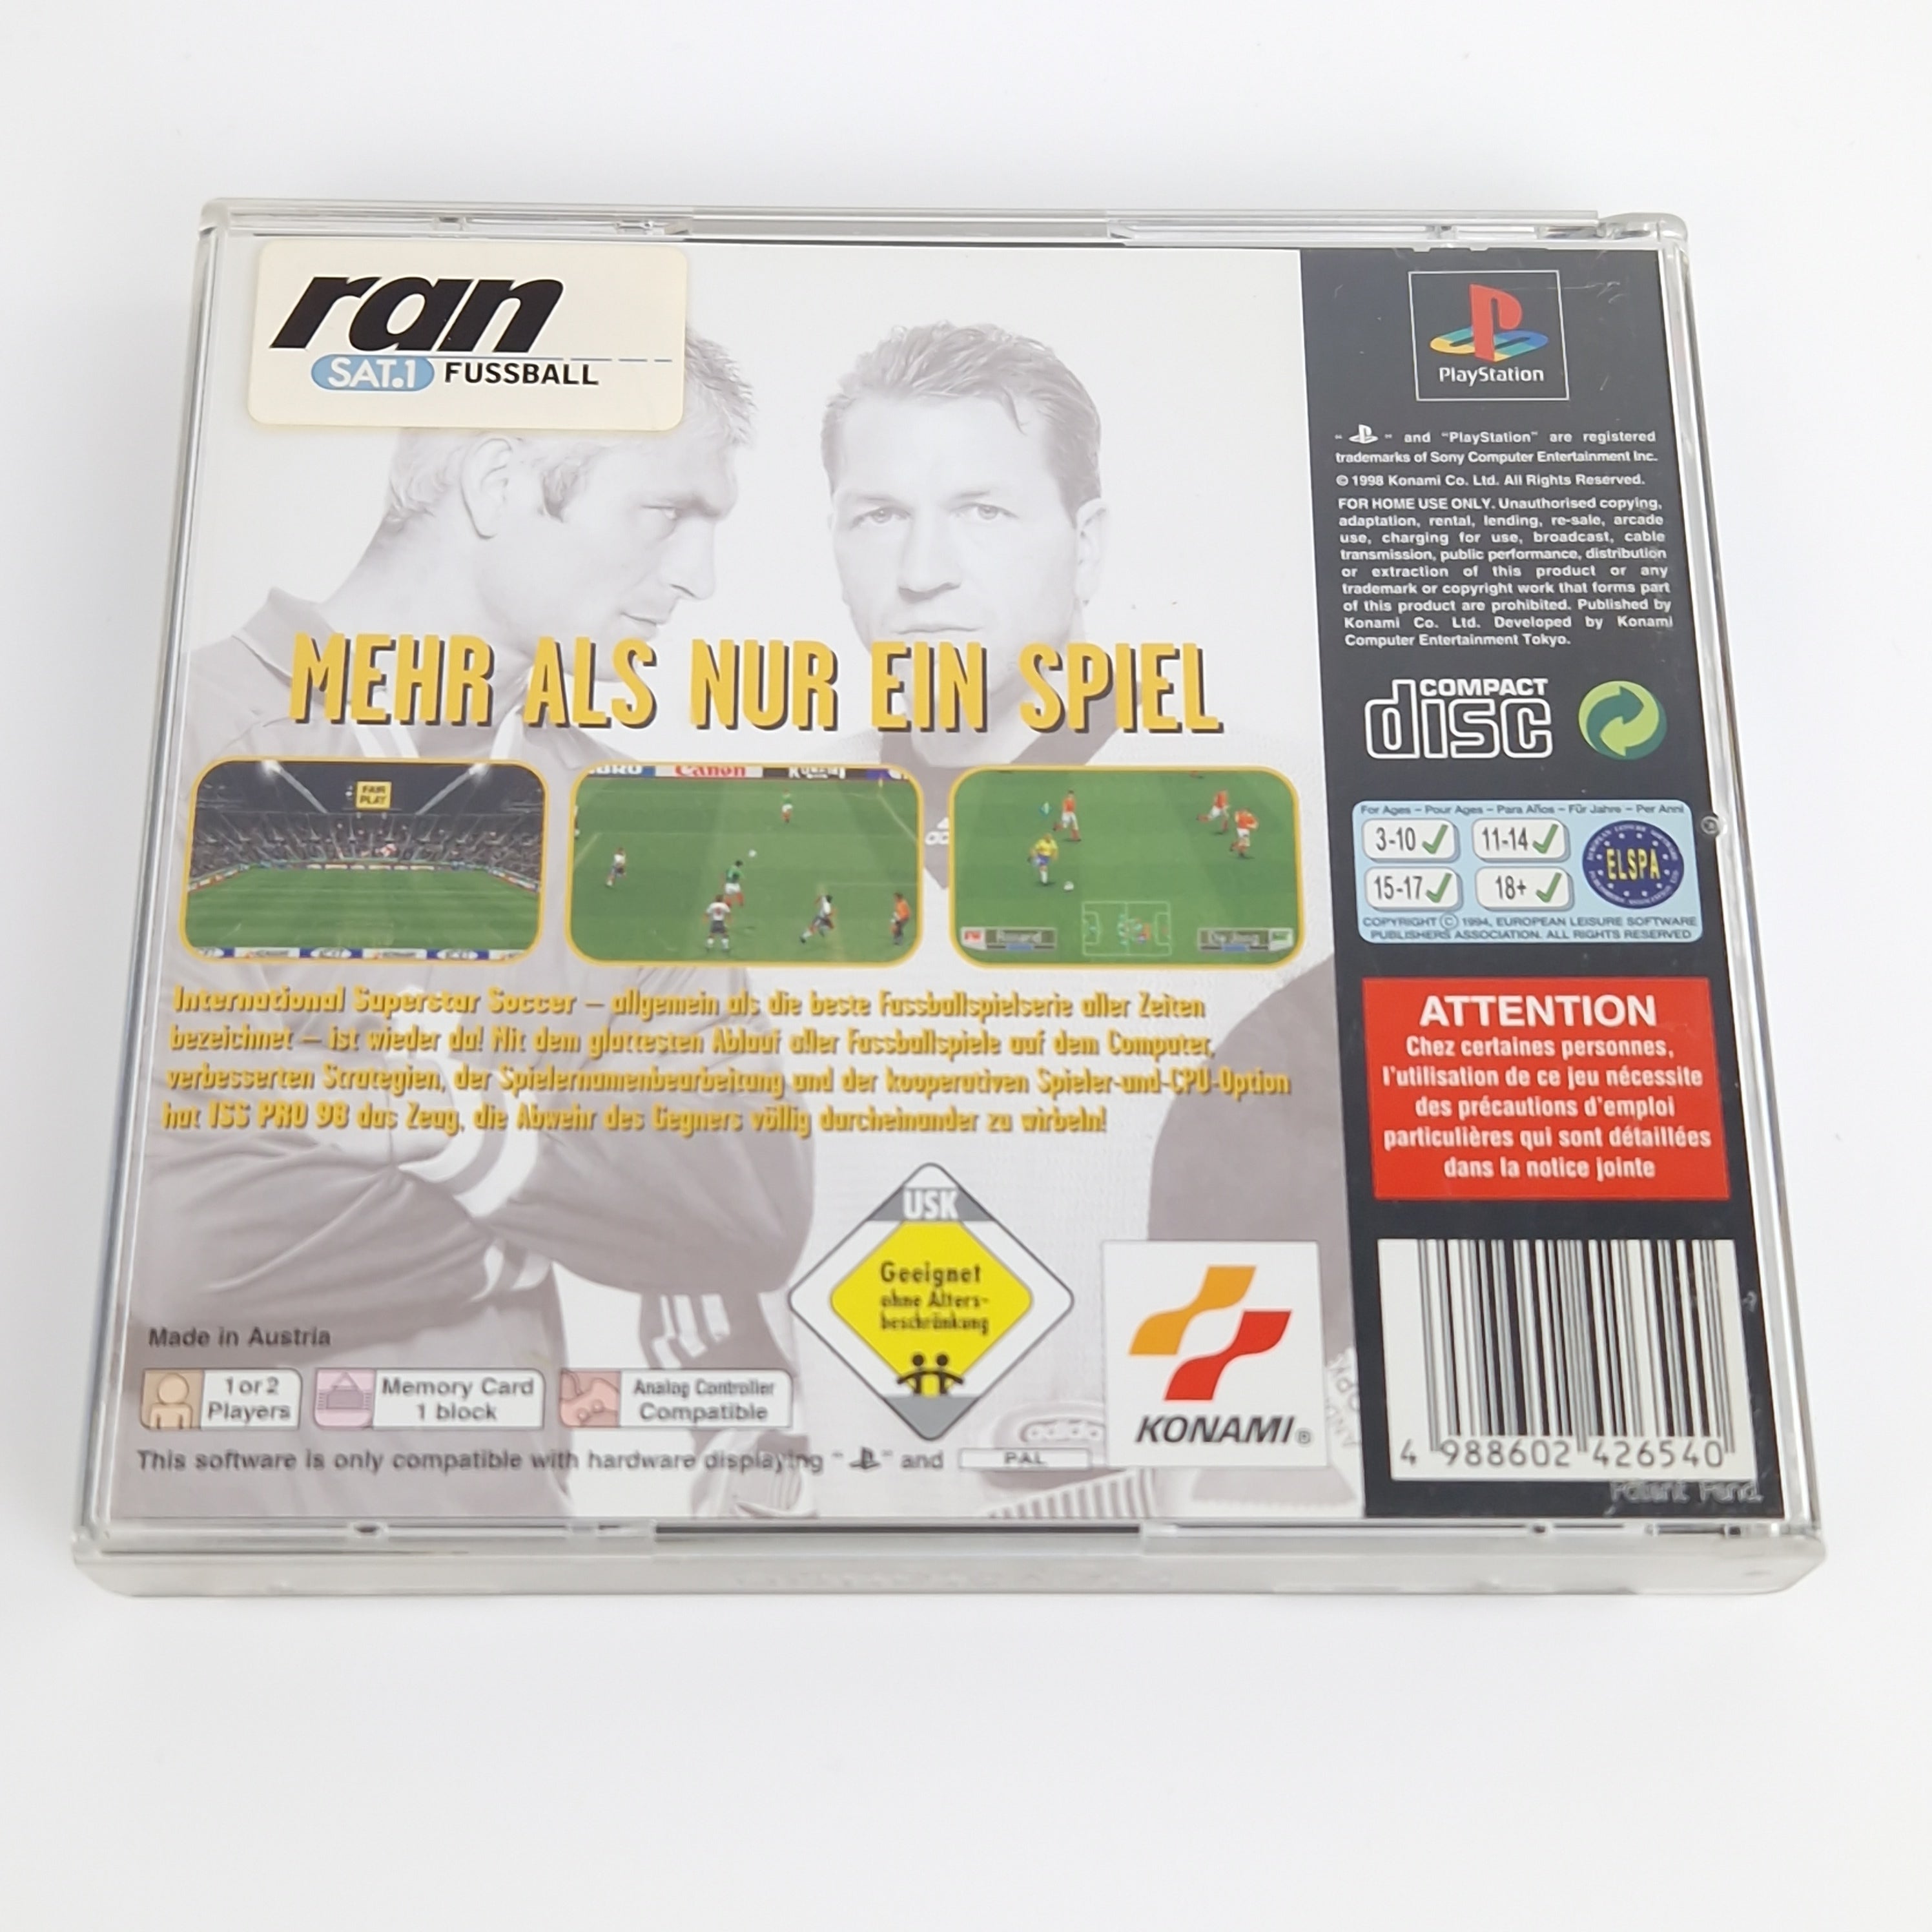 ran
SAT.1 FUSSBALL
MEHR ALS NUR EIN SPIEL
FAIR
PLAY
Canon
International Superstar Soccer – allgemein als die beste Fussballspielserie aller Zeiten
bezeichnet – ist wieder da! Mit dem glattesten Ablauf aller Fussballspiele auf dem Computer,
verbesserten Strategien, der Spielernamenbearbeitung und der kooperativen Spieler-und-CPU-Option
hat ISS PRO 98 das Zeug, die Abwehr des Gegners völlig durcheinander zu wirbeln!
USK
Geeignet
ohne Alters-
beschränkung
Made in Austria
1 or 2
Players
Memory Card
1 block
Analog Controller
Compatible
This software is only compatible with hardware displaying " " and PAL
adidas
KONAMI®
PlayStation
" " and "PlayStation" are registered
trademarks of Sony Computer Entertainment Inc.
© 1998 Konami Co. Ltd. All Rights Reserved.
FOR HOME USE ONLY. Unauthorised copying,
adaptation, rental, lending, re-sale, arcade
use, charging for use, broadcast, cable
transmission, public performance, distribution
or extraction of this product or any
trademark or copyright work that forms part
of this product are prohibited. Published by
Konami Co. Ltd. Developed by Konami
Computer Entertainment Tokyo.
COMPACT
disc
For Ages – Pour Ages – Para Años – Für Jahre – Per Anni
3-10 11-14
15-17 18+
ELSPA
COPYRIGHT © 1994, EUROPEAN LEISURE SOFTWARE
PUBLISHERS ASSOCIATION. ALL RIGHTS RESERVED
ATTENTION
Chez certaines personnes,
l'utilisation de ce jeu nécessite
des précautions d'emploi
particulières qui sont détaillées
dans la notice jointe
4 988602 426540
Patent Pend.